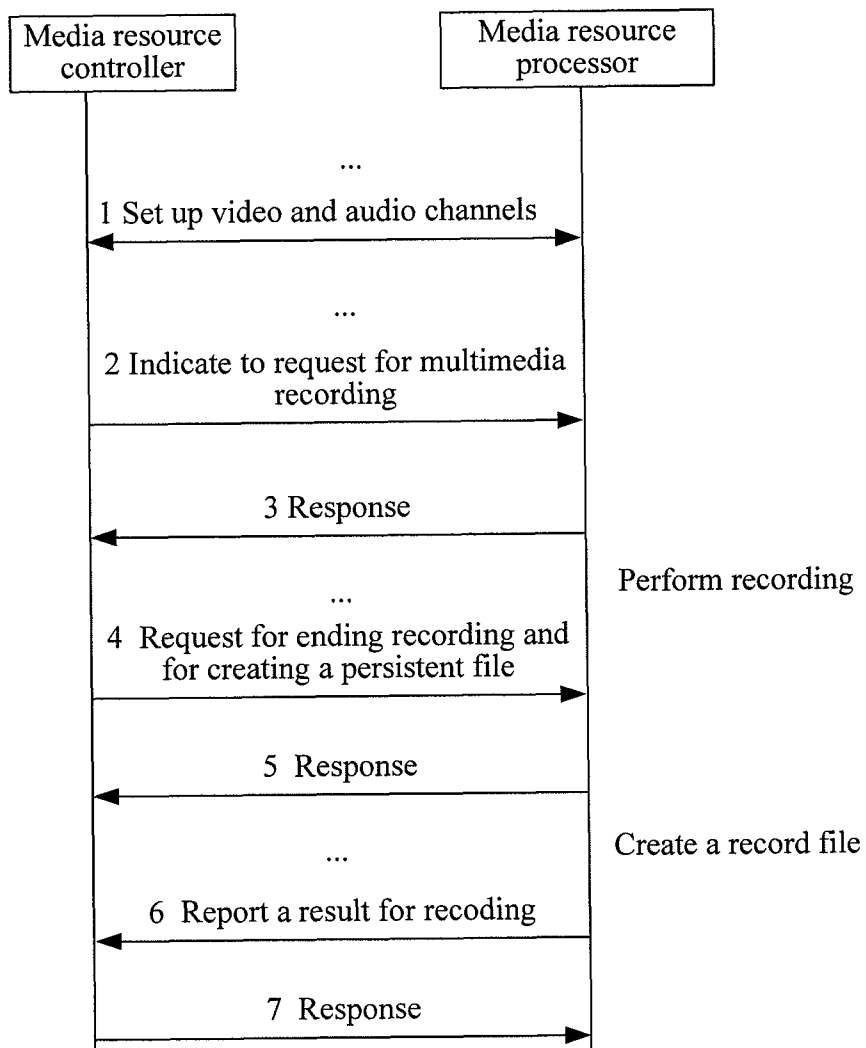 Media resource
controller
Media resource
processor
...
1 Set up video and audio channels
...
2 Indicate to request for multimedia
recording
3 Response
Perform recording
...
4 Request for ending recording and
for creating a persistent file
5 Response
Create a record file
...
6 Report a result for recoding
7 Response